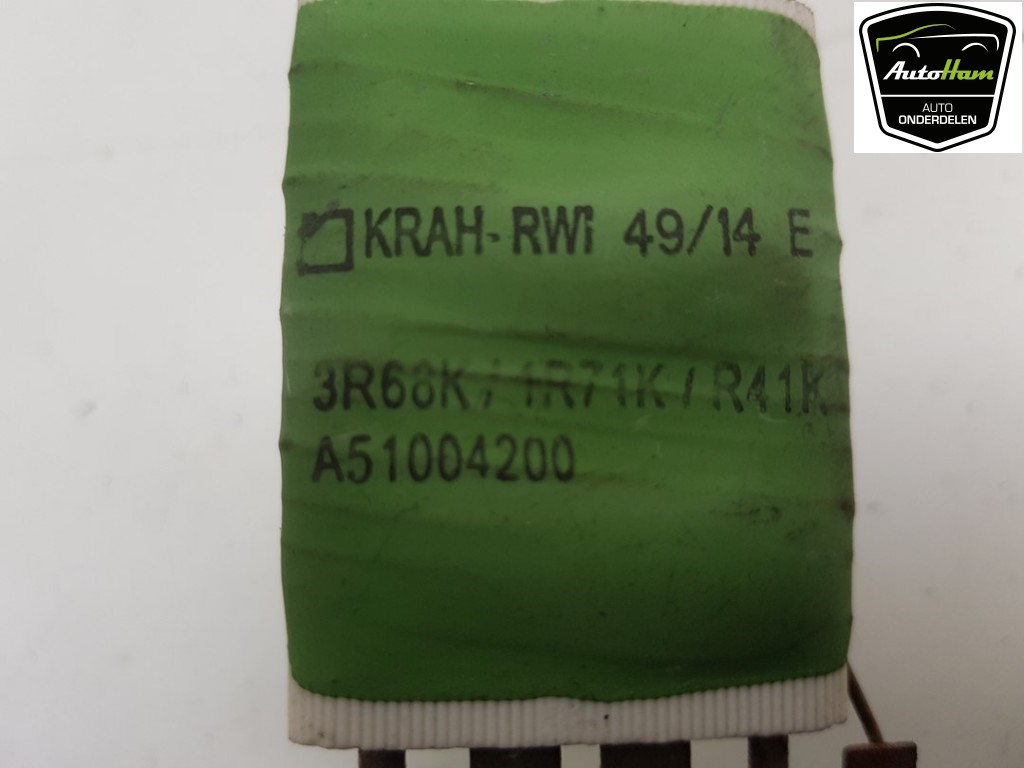 AutoHam
AUTO
ONDERDELEN
KRAH-RWi 49/14 E
3R68K / 1R71K / R41K
A51004200